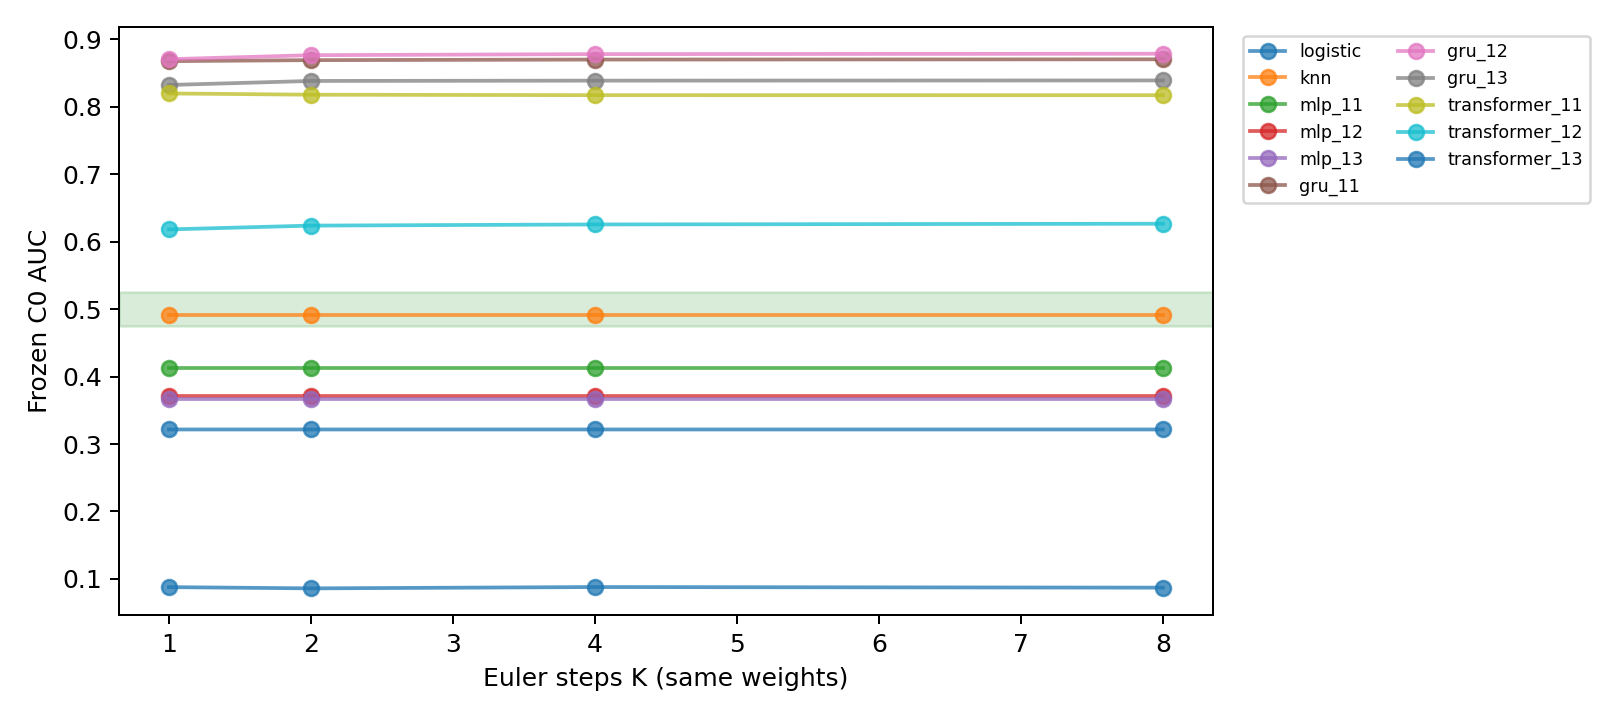 0.9
0.8
0.7
0.6
0.5
0.4
0.3
0.2
0.1
Frozen C0 AUC
1 2 3 4 5 6 7 8
Euler steps K (same weights)
logistic
knn
mlp_11
mlp_12
mlp_13
gru_11
gru_12
gru_13
transformer_11
transformer_12
transformer_13